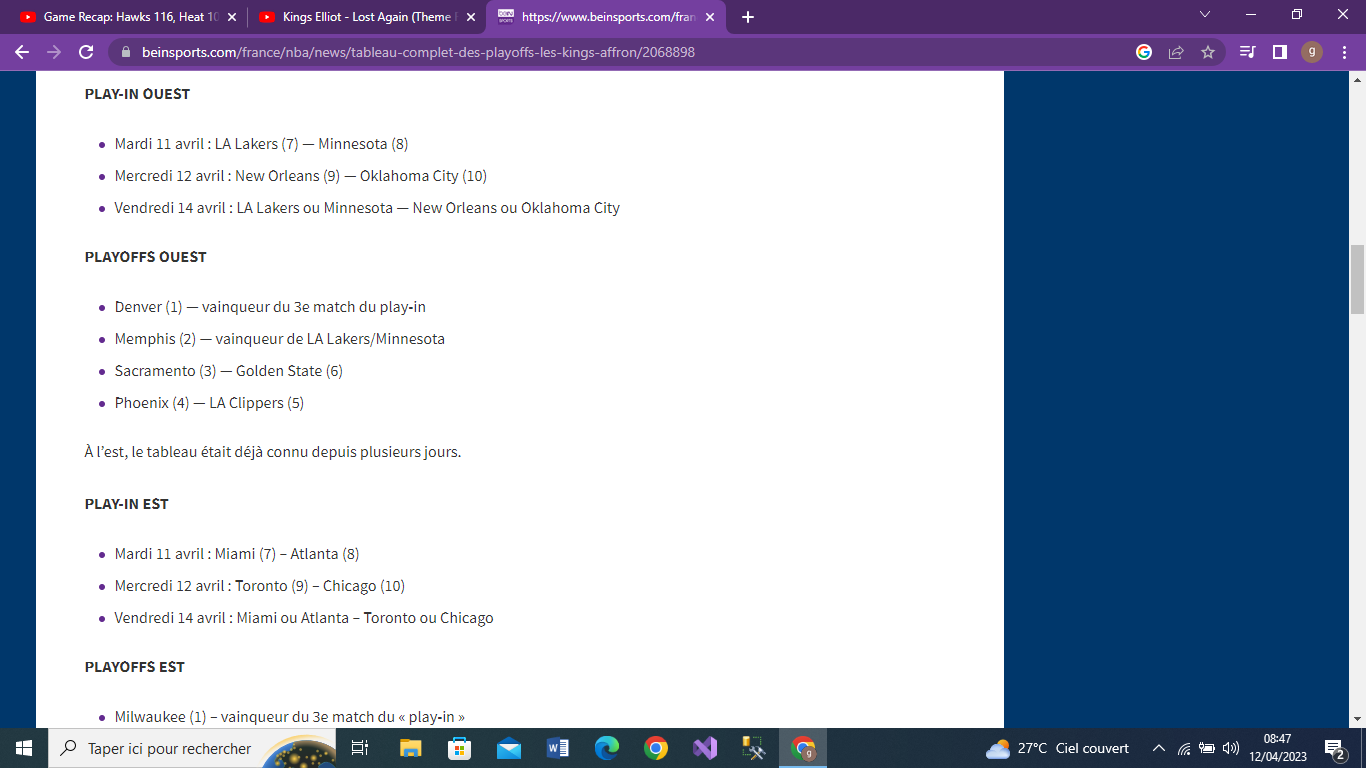 Game Recap: Hawks 116, Heat 10
Kings Elliot - Lost Again (Theme
https://www.beinsports.com/fran
beinsports.com/france/nba/news/tableau-complet-des-playoffs-les-kings-affron/2068898
g
PLAY-IN OUEST
Mardi 11 avril : LA Lakers (7) — Minnesota (8)
Mercredi 12 avril : New Orleans (9) — Oklahoma City (10)
Vendredi 14 avril : LA Lakers ou Minnesota — New Orleans ou Oklahoma City
PLAYOFFS OUEST
Denver (1) — vainqueur du 3e match du play-in
Memphis (2) — vainqueur de LA Lakers/Minnesota
Sacramento (3) — Golden State (6)
Phoenix (4) — LA Clippers (5)
À l’est, le tableau était déjà connu depuis plusieurs jours.
PLAY-IN EST
Mardi 11 avril : Miami (7) – Atlanta (8)
Mercredi 12 avril : Toronto (9) – Chicago (10)
Vendredi 14 avril : Miami ou Atlanta – Toronto ou Chicago
PLAYOFFS EST
Milwaukee (1) – vainqueur du 3e match du « play-in »
Taper ici pour rechercher
27°C Ciel couvert
08:47
12/04/2023
2